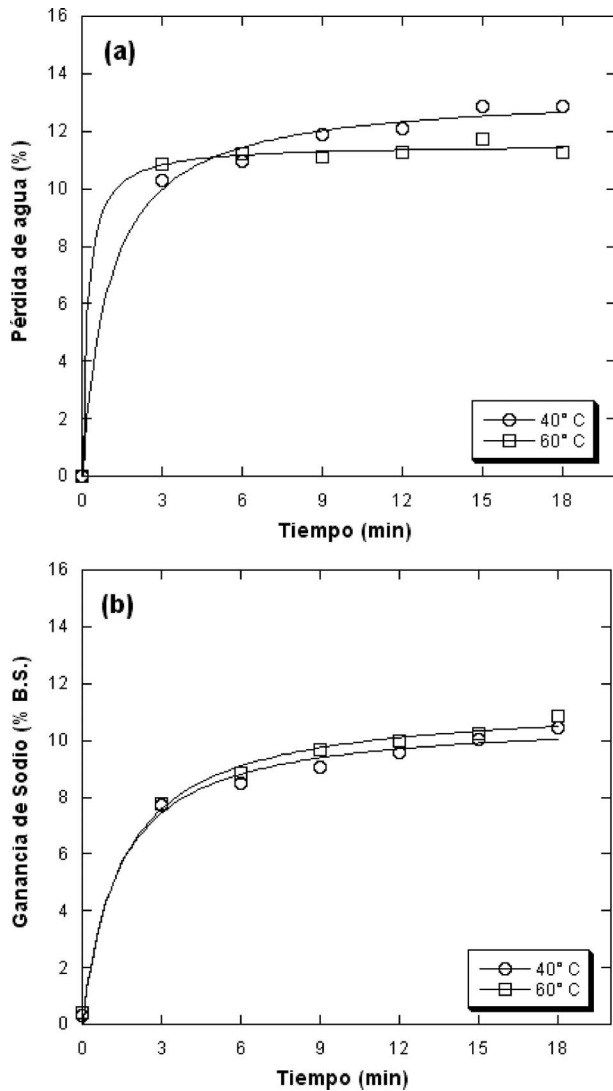 (a)
Pérdida de agua (%)
16
14
12
10
8
6
4
2
0
0 3 6 9 12 15 18
Tiempo (min)
40° C
60° C
(b)
Ganancia de Sodio (% B.S.)
16
14
12
10
8
6
4
2
0
0 3 6 9 12 15 18
Tiempo (min)
40° C
60° C